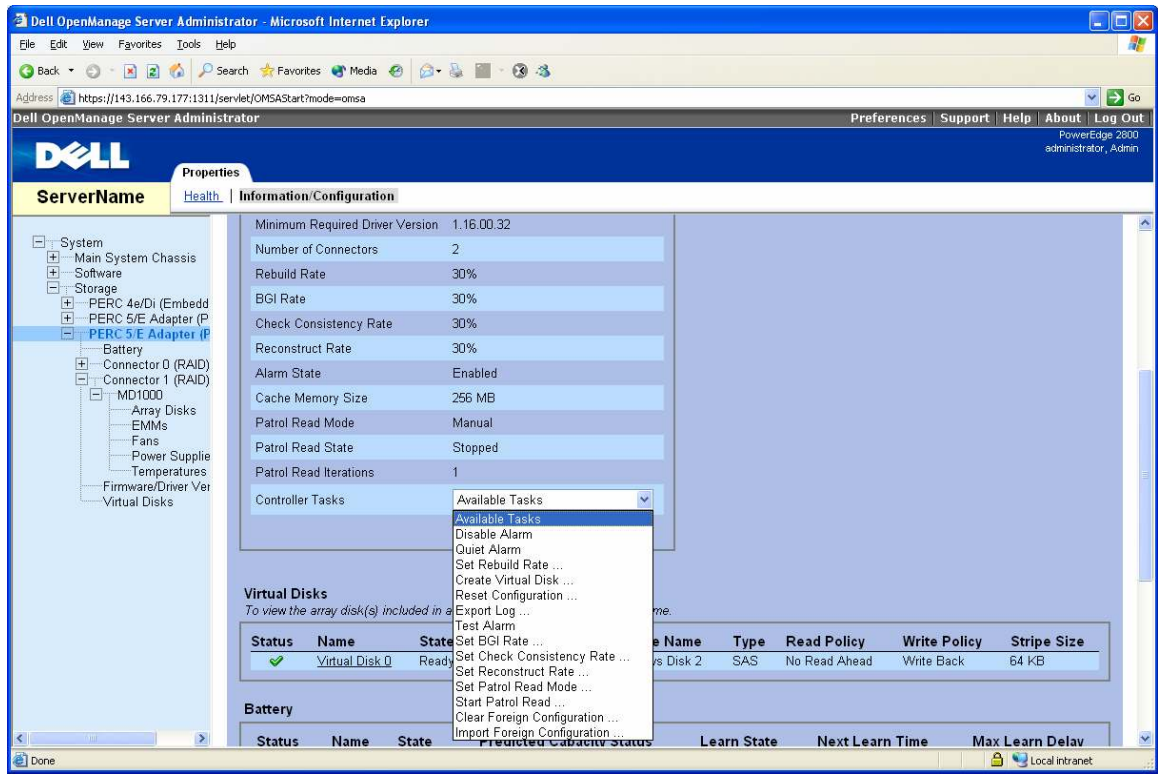 Dell OpenManage Server Administrator - Microsoft Internet Explorer
File Edit View Favorites Tools Help
Back Search Favorites Media
Address https://143.166.79.177:1311/servlet/OMSAStart?mode=omsa Go
Dell OpenManage Server Administrator Preferences | Support | Help | About | Log Out
PowerEdge 2800
administrator, Admin
DELL
Properties
ServerName Health | Information/Configuration
System
Main System Chassis
Software
Storage
PERC 4e/Di (Embedd
PERC 5/E Adapter (P
PERC 5/E Adapter (P
Battery
Connector 0 (RAID)
Connector 1 (RAID)
MD1000
Array Disks
EMMs
Fans
Power Supplie
Temperatures
Firmware/Driver Ver
Virtual Disks
Minimum Required Driver Version 1.16.00.32
Number of Connectors 2
Rebuild Rate 30%
BGI Rate 30%
Check Consistency Rate 30%
Reconstruct Rate 30%
Alarm State Enabled
Cache Memory Size 256 MB
Patrol Read Mode Manual
Patrol Read State Stopped
Patrol Read Iterations 1
Controller Tasks Available Tasks
Available Tasks
Disable Alarm
Quiet Alarm
Set Rebuild Rate ...
Create Virtual Disk ...
Reset Configuration ...
Export Log ...
Test Alarm
Set BGI Rate ...
Set Check Consistency Rate ...
Set Reconstruct Rate ...
Set Patrol Read Mode ...
Start Patrol Read ...
Clear Foreign Configuration ...
Import Foreign Configuration ...
Virtual Disks
To view the array disk(s) included in a me.
Status Name State e Name Type Read Policy Write Policy Stripe Size
Virtual Disk 0 Ready vs Disk 2 SAS No Read Ahead Write Back 64 KB
Battery
Status Name State Predicted Capacity Status Learn State Next Learn Time Max Learn Delay
Done Local intranet